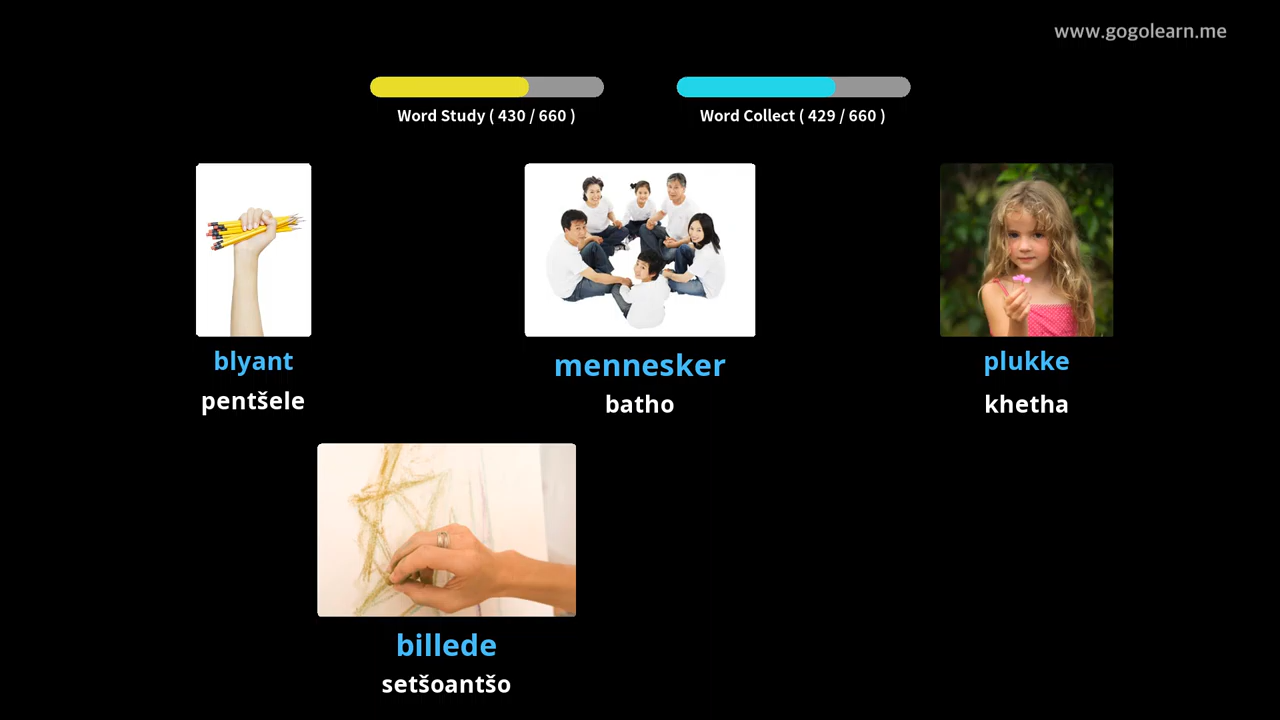 www.gogolearn.me
Word Study ( 430 / 660 )
Word Collect ( 429 / 660 )
blyant
pentšele
mennesker
batho
plukke
khetha
billede
setšoantšo